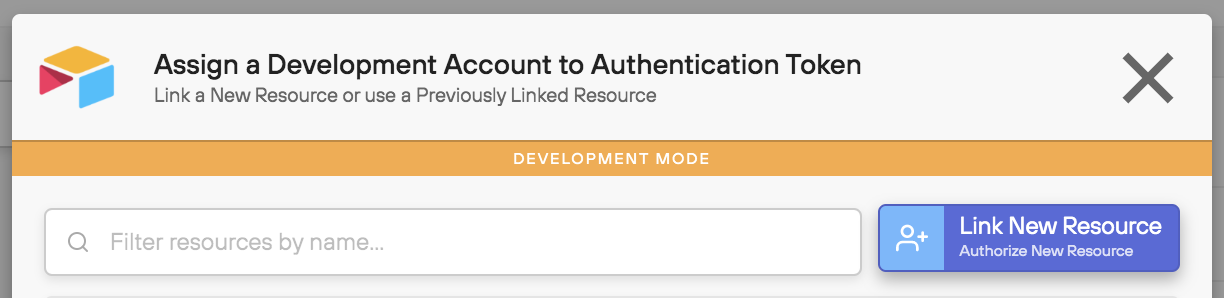 Assign a Development Account to Authentication Token
Link a New Resource or use a Previously Linked Resource
DEVELOPMENT MODE
Filter resources by name...
Link New Resource
Authorize New Resource